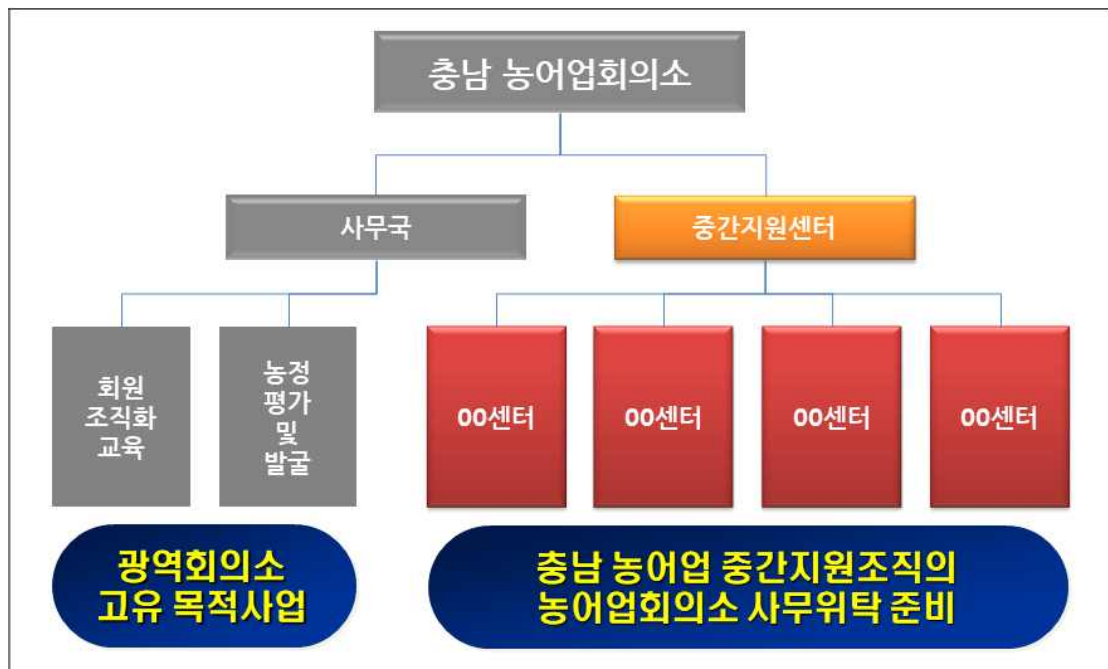 충남 농어업회의소
사무국
중간지원센터
회원
조직화
교육
농정
평가
및
발굴
00센터
00센터
00센터
00센터
광역회의소
고유 목적사업
충남 농어업 중간지원조직의
농어업회의소 사무위탁 준비